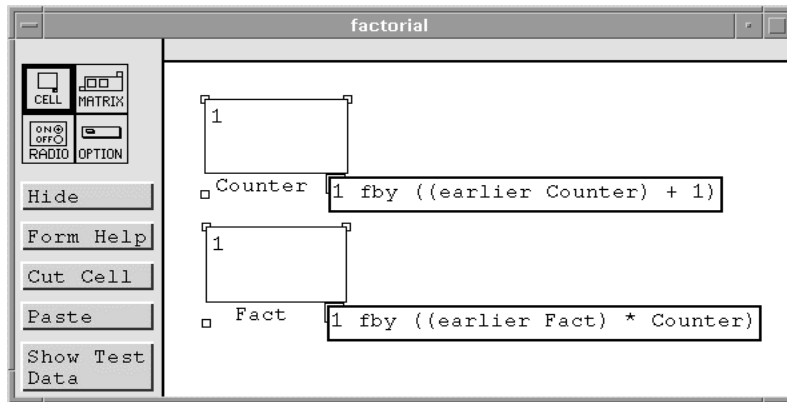 factorial
CELL MATRIX
ON
OFF
RADIO OPTION
Hide
Form Help
Cut Cell
Paste
Show Test
Data
1
Counter
1 fby ((earlier Counter) + 1)
1
Fact
1 fby ((earlier Fact) * Counter)